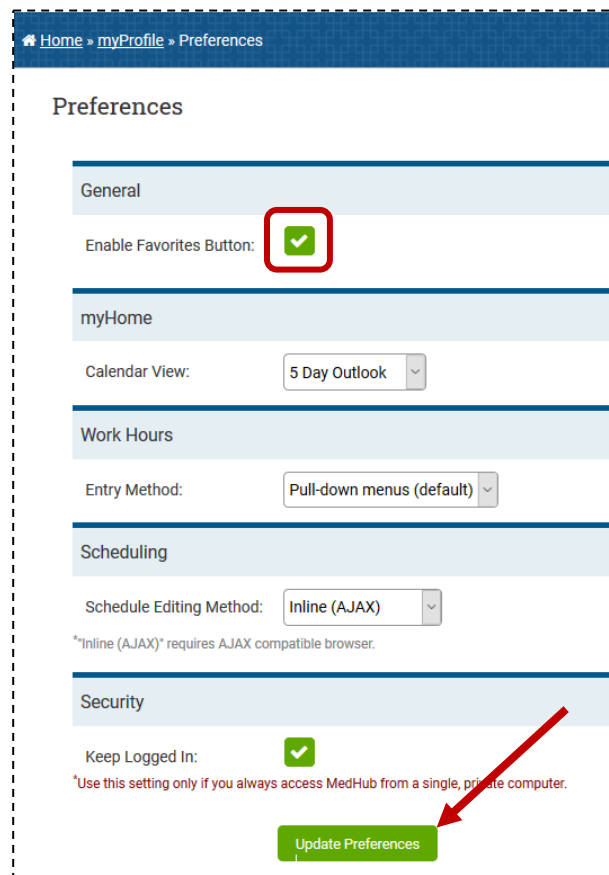 Home » myProfile » Preferences
Preferences
General
Enable Favorites Button:
myHome
Calendar View: 5 Day Outlook
Work Hours
Entry Method: Pull-down menus (default)
Scheduling
Schedule Editing Method: Inline (AJAX)
*"Inline (AJAX)" requires AJAX compatible browser.
Security
Keep Logged In:
*Use this setting only if you always access MedHub from a single, private computer.
Update Preferences